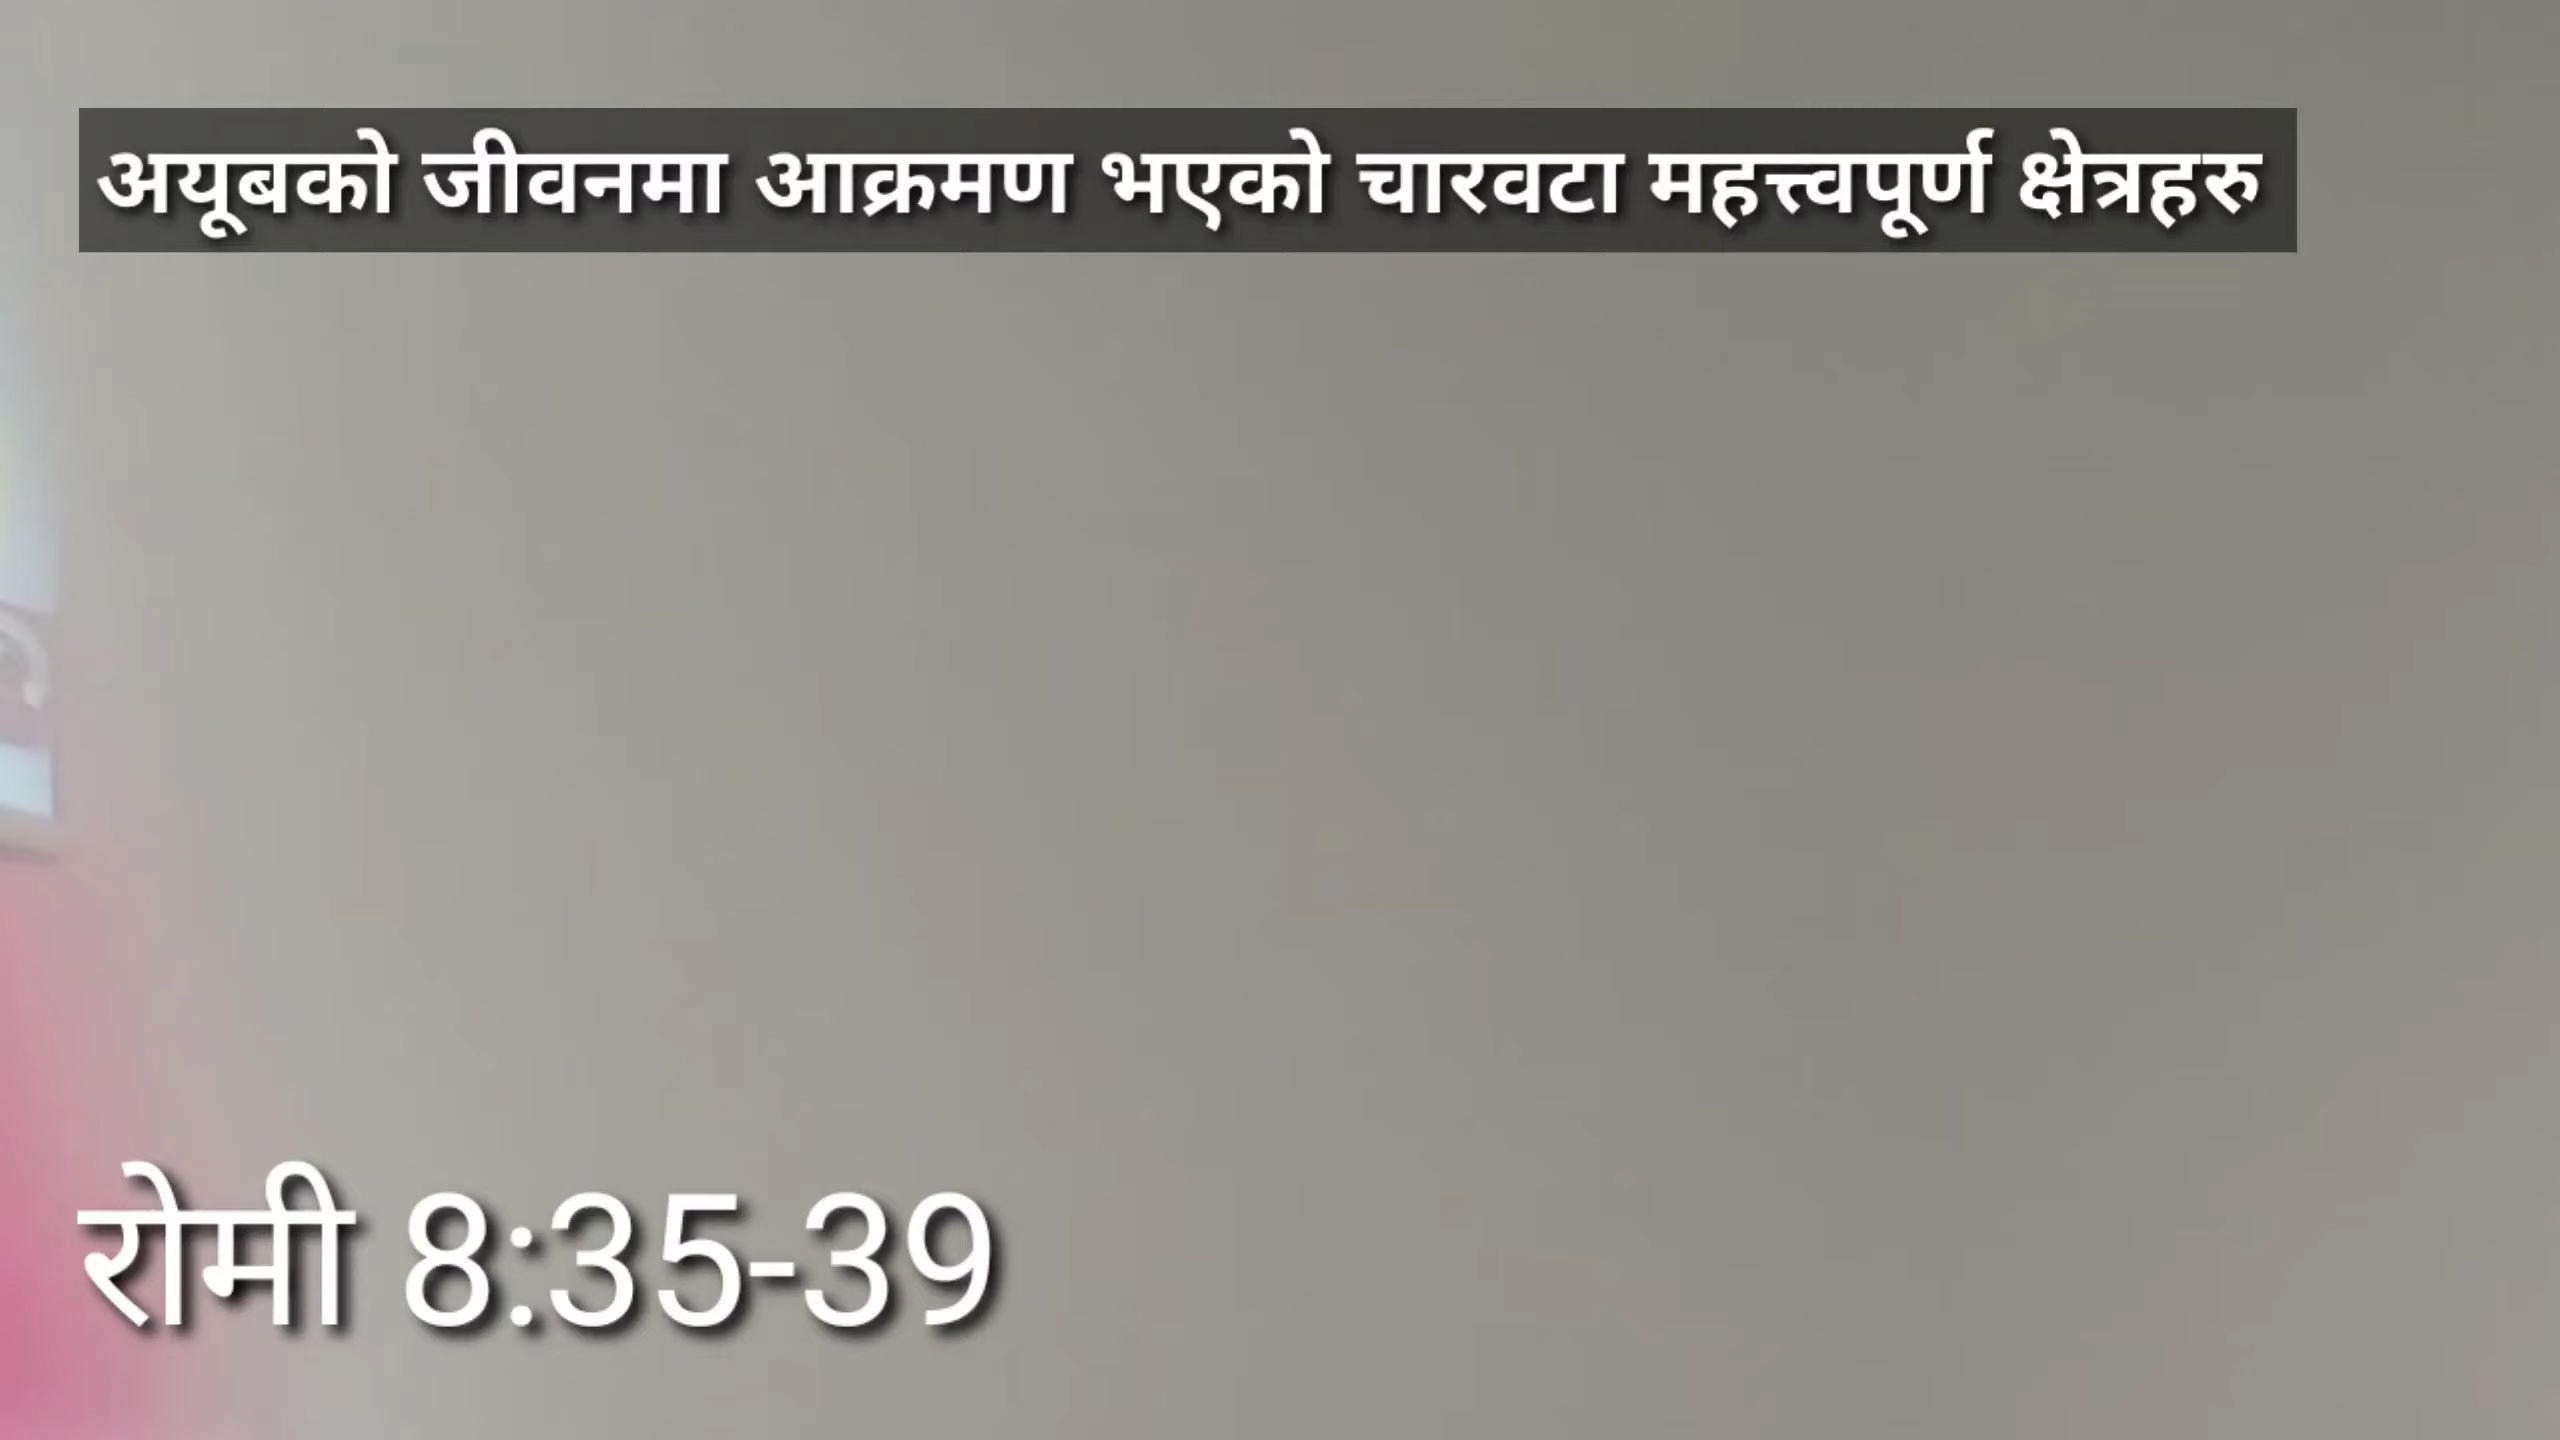 अयूबको जीवनमा आक्रमण भएको चारवटा महत्त्वपूर्ण क्षेत्रहरु
रोमी 8:35-39